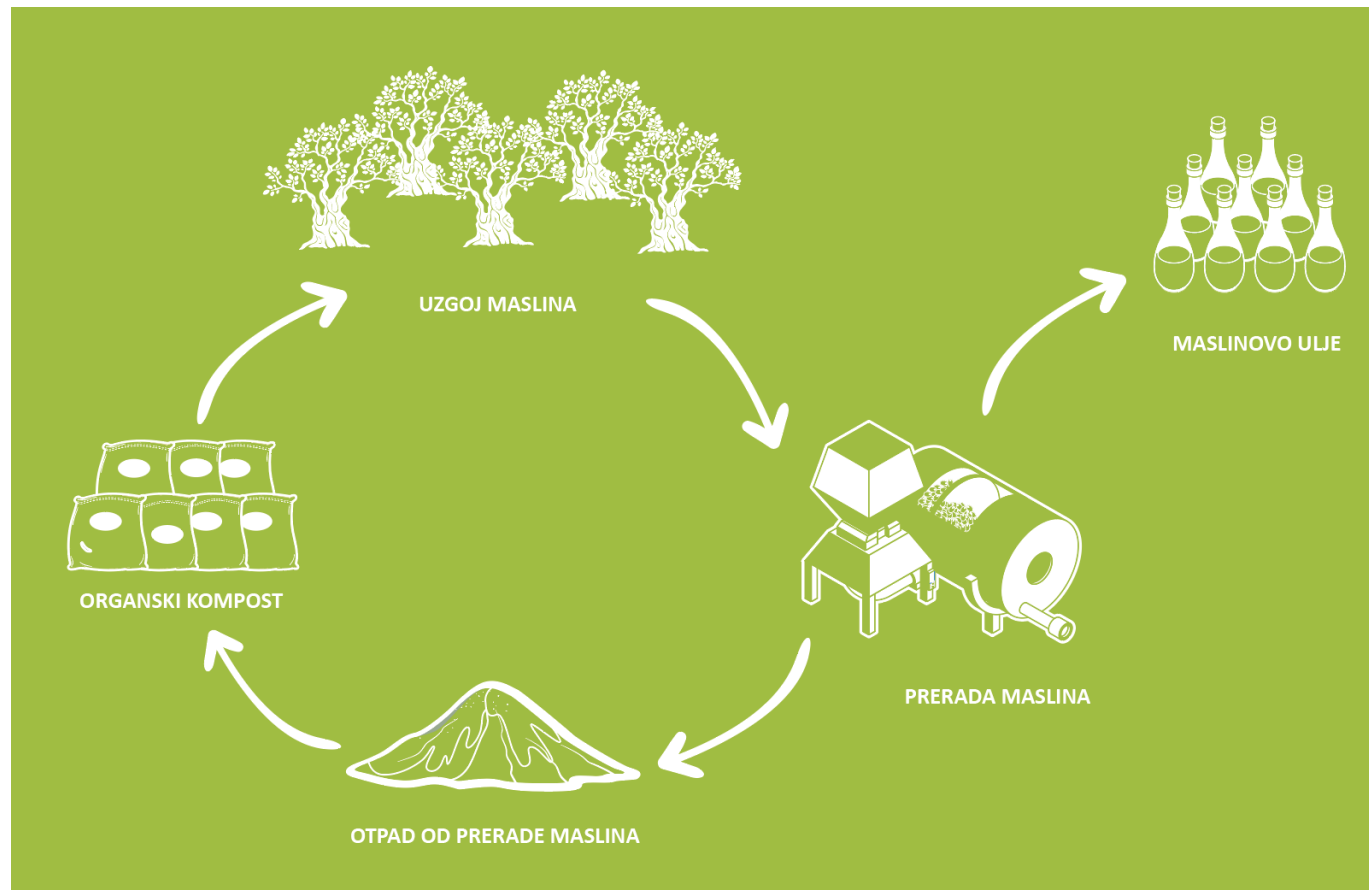 UZGOJ MASLINA
MASLINOVO ULJE
ORGANSKI KOMPOST
PRERADA MASLINA
OTPAD OD PRERADE MASLINA